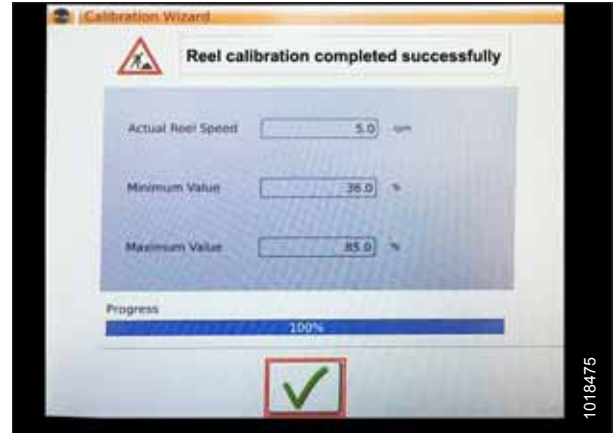 Calibration Wizard
Reel calibration completed successfully
Actual Reel Speed 5.0 rpm
Minimum Value 36.0 %
Maximum Value 85.0 %
Progress
100%
1018475